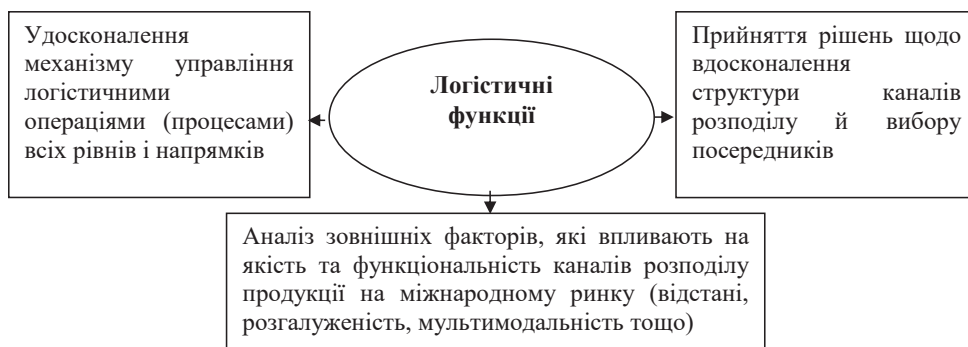 Удосконалення
механізму управління
логістичними
операціями (процесами)
всіх рівнів і напрямків
Логістичні
функції
Прийняття рішень щодо
вдосконалення
структури каналів
розподілу й вибору
посередників
Аналіз зовнішніх факторів, які впливають на
якість та функціональність каналів розподілу
продукції на міжнародному ринку (відстані,
розгалуженість, мультимодальність тощо)